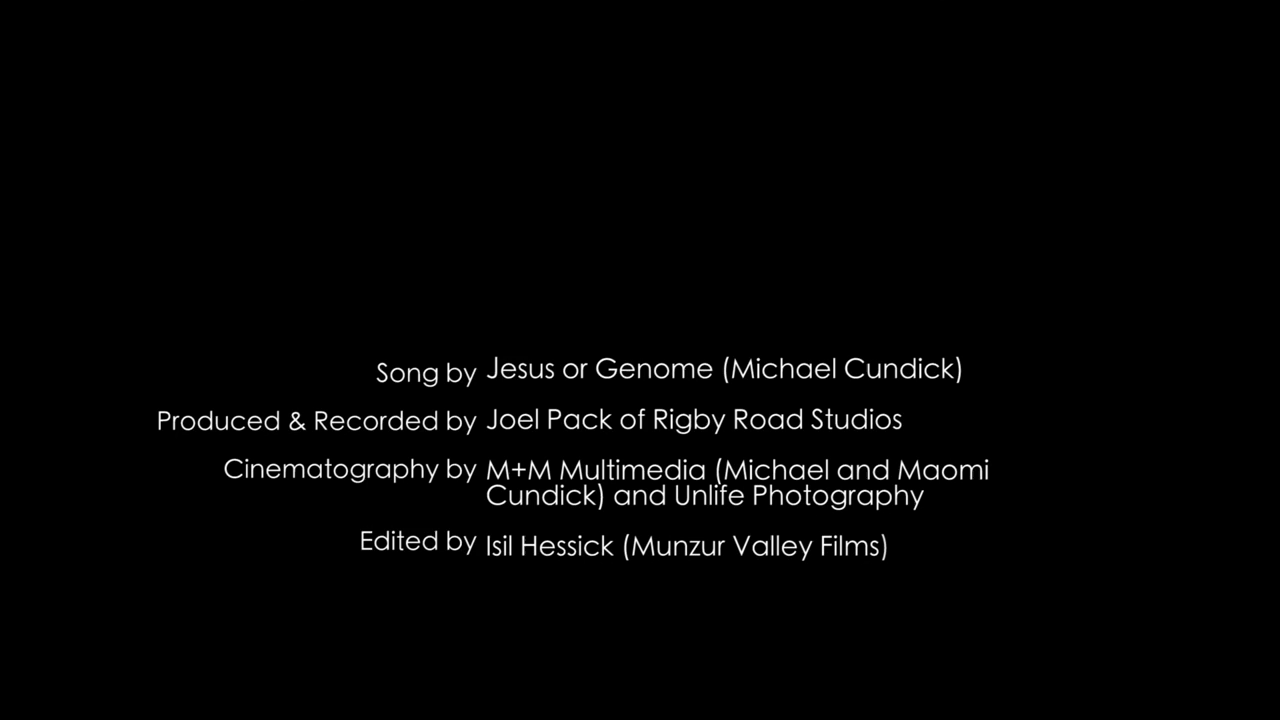 Song by Jesus or Genome (Michael Cundick)
Produced & Recorded by Joel Pack of Rigby Road Studios
Cinematography by M+M Multimedia (Michael and Maomi
Cundick) and Unlife Photography
Edited by Isil Hessick (Munzur Valley Films)